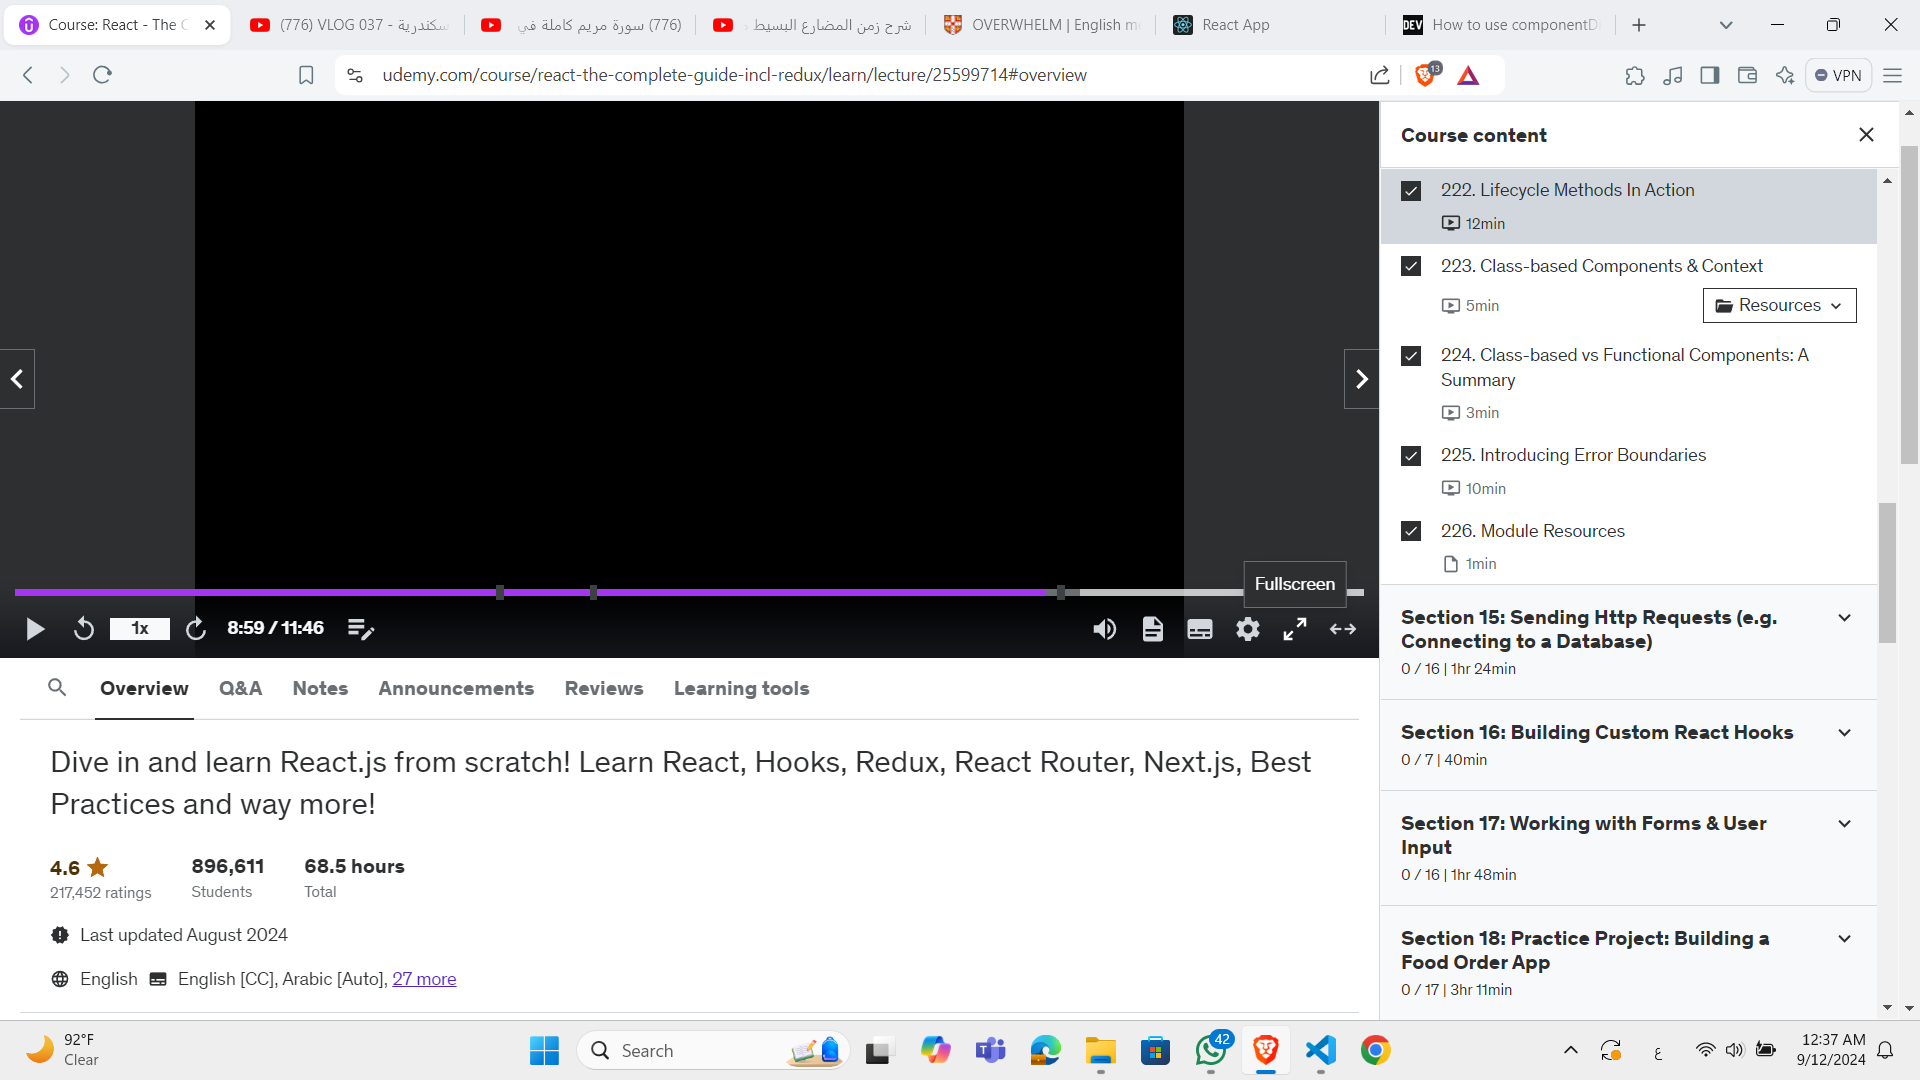 Course: React - The C
(776) VLOG 037 - سكندرية
(776) سورة مريم كاملة في
شرح زمن المضارع البسيط
OVERWHELM | English m
React App
DEV
How to use componentD
udemy.com/course/react-the-complete-guide-incl-redux/learn/lecture/25599714#overview
13
VPN
Course content
222. Lifecycle Methods In Action
12min
223. Class-based Components & Context
5min
Resources
224. Class-based vs Functional Components: A
Summary
3min
225. Introducing Error Boundaries
10min
226. Module Resources
1min
Section 15: Sending Http Requests (e.g.
Connecting to a Database)
0 / 16 | 1hr 24min
Section 16: Building Custom React Hooks
0 / 7 | 40min
Section 17: Working with Forms & User
Input
0 / 16 | 1hr 48min
Section 18: Practice Project: Building a
Food Order App
0 / 17 | 3hr 11min
Fullscreen
1x
8:59 / 11:46
Overview
Q&A
Notes
Announcements
Reviews
Learning tools
Dive in and learn React.js from scratch! Learn React, Hooks, Redux, React Router, Next.js, Best
Practices and way more!
4.6
217,452 ratings
896,611
Students
68.5 hours
Total
Last updated August 2024
English
English [CC], Arabic [Auto], 27 more
92°F
Clear
Search
42
ع
12:37 AM
9/12/2024